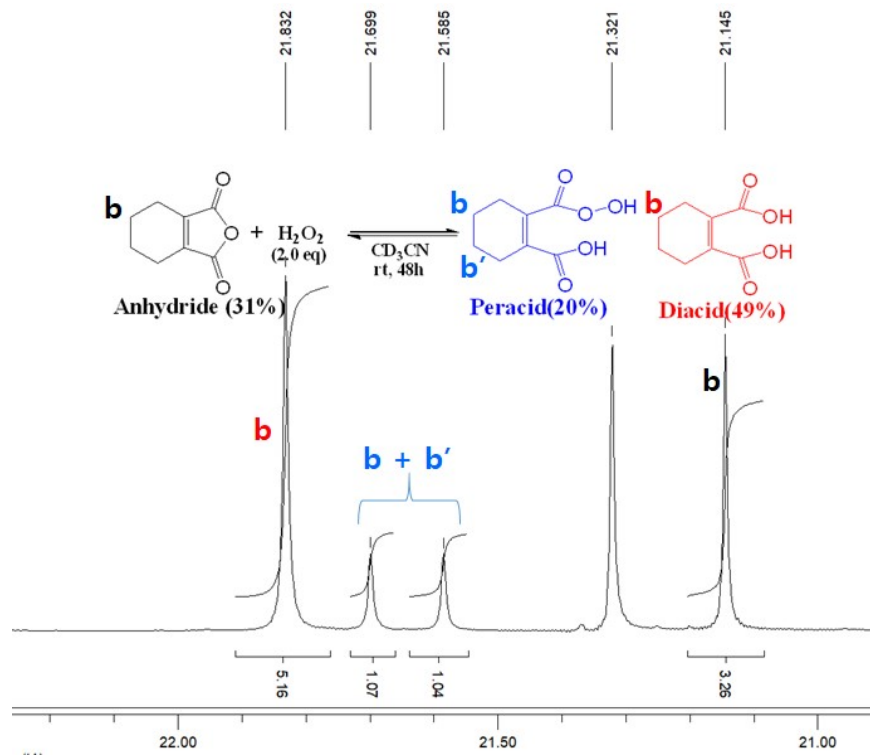 21.832
21.699
21.585
21.321
21.145
b
O
O
O
+ H₂O₂
(2.0 eq)
CD₃CN
rt, 48h
b
b′
O
O-OH
OH
O
b
O
OH
OH
O
Anhydride (31%)
Peracid(20%)
Diacid(49%)
b
b + b′
b
5.16
1.07
1.04
3.26
22.00
21.50
21.00